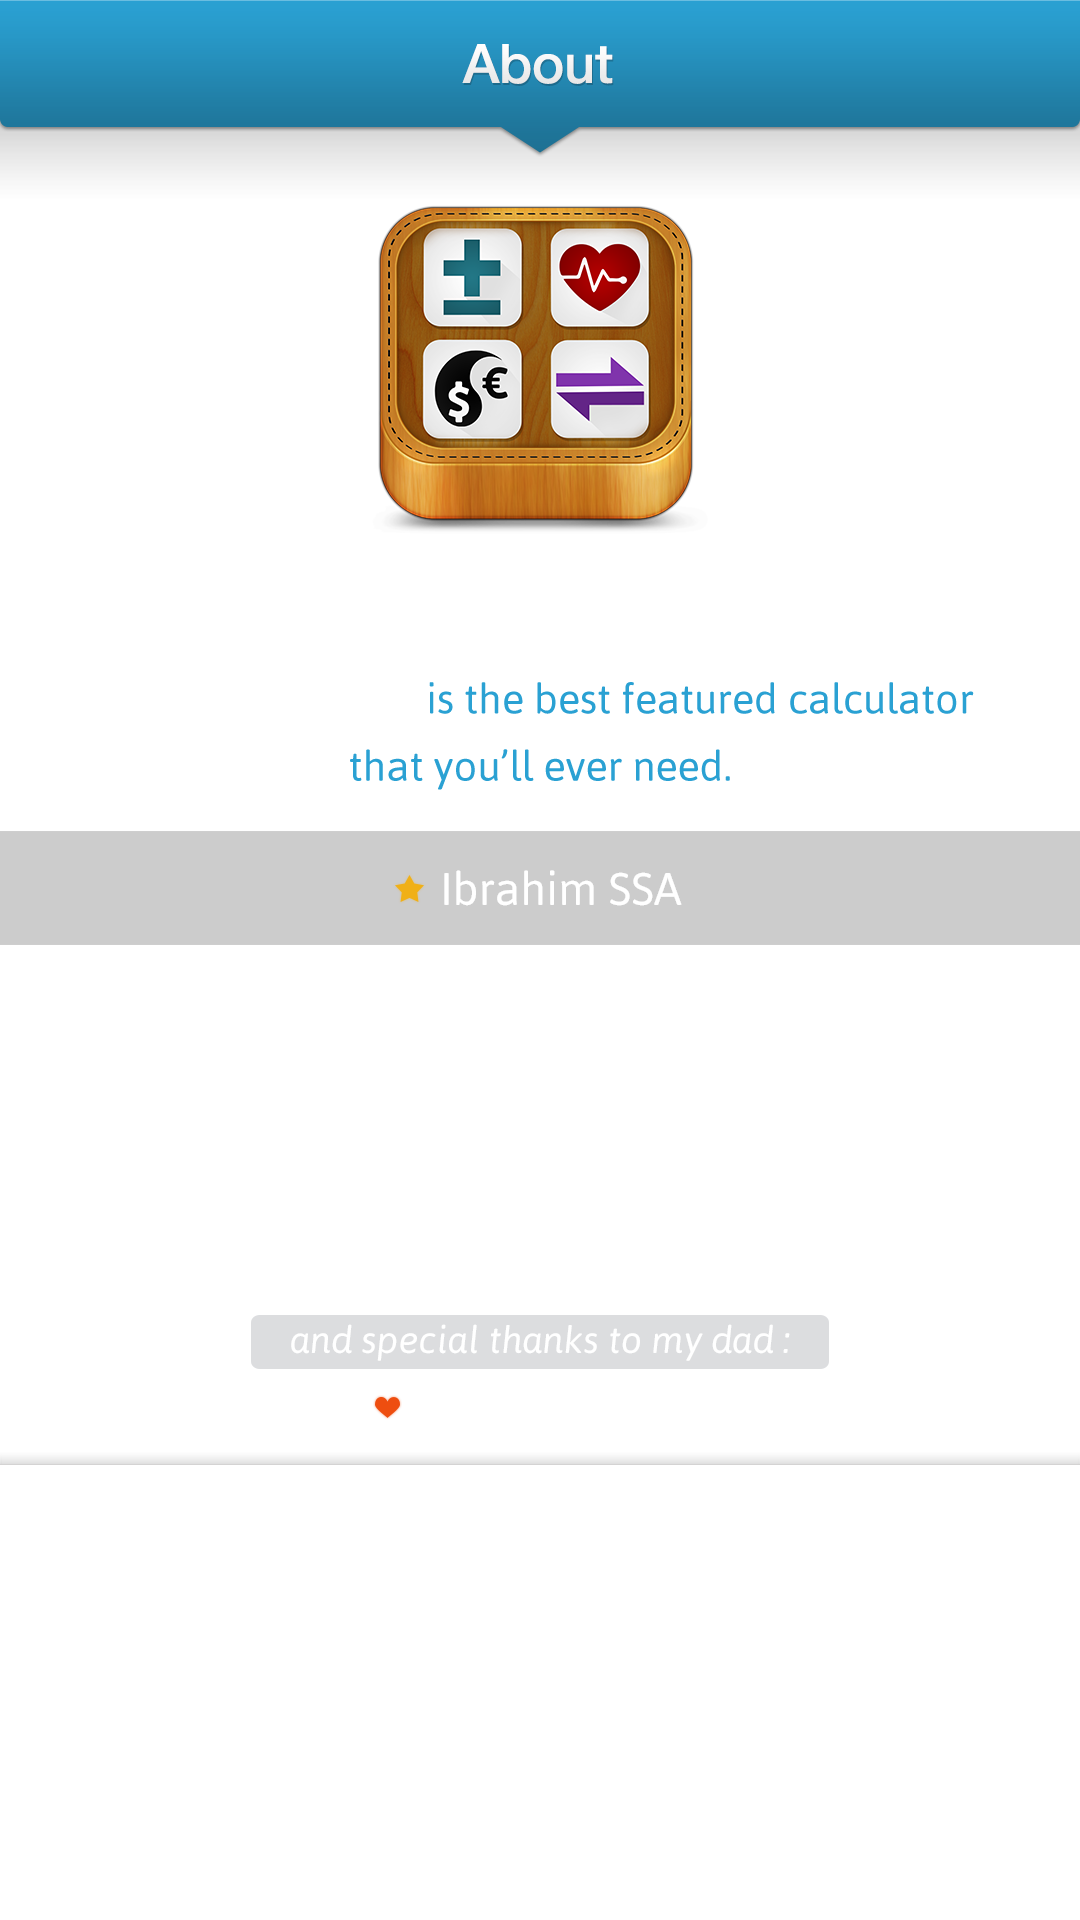 About
$ €
is the best featured calculator
that you’ll ever need.
Ibrahim SSA
and special thanks to my dad :